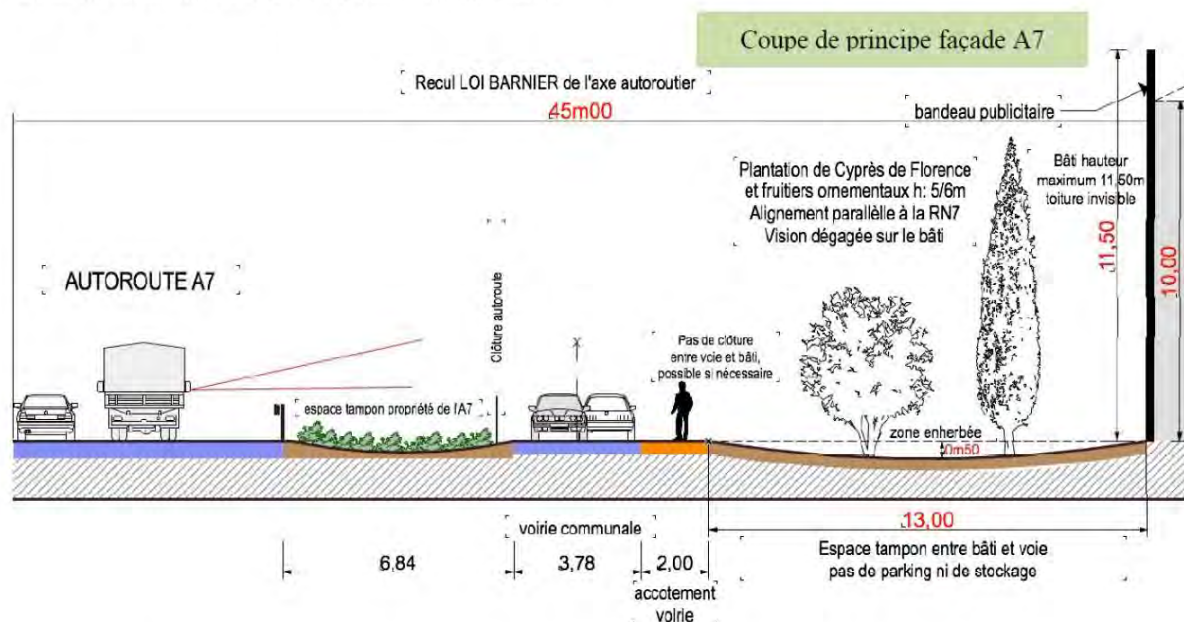 Coupe de principe façade A7
Recul LOI BARNIER de l'axe autoroutier
45m00
bandeau publicitaire
Plantation de Cyprès de Florence
et fruitiers ornementaux h: 5/6m
Alignement parallèlle à la RN7
Vision dégagée sur le bâti
Bâti hauteur
maximum 11,50m
toiture invisible
11,50
10,00
AUTOROUTE A7
Clôture autoroute
Pas de clôture
entre voie et bâti,
possible si nécessaire
espace tampon propriété de l'A7
zone enherbée
0m50
voirie communale
13,00
6,84
3,78
2,00
Espace tampon entre bâti et voie
pas de parking ni de stockage
accotement
voirie